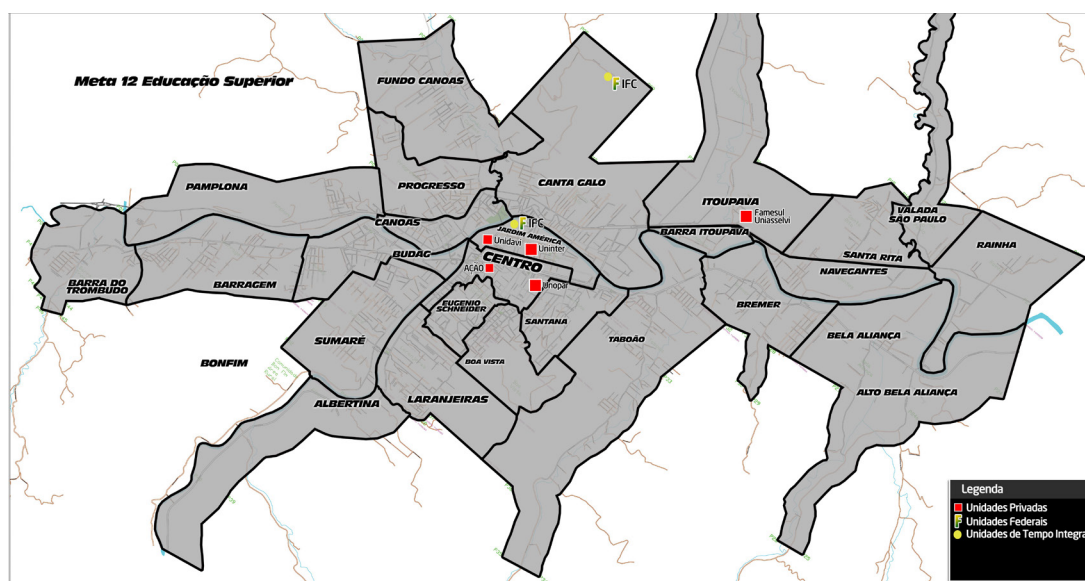 Meta 12 Educação Superior
FUNDO CANOAS
F IFC
PAMPLONA
PROGRESSO
CANTA GALO
ITOUPAVA
Famesul
Uniasselvi
VALADA
SAO PAULO
CANOAS
F IFC
JARDIM AMÉRICA
BARRA ITOUPAVA
RAINHA
Unidavi
Uninter
BUDAG
CENTRO
SANTA RITA
AÇAO
NAVEGANTES
BARRA DO
TROMBUDO
BARRAGEM
Unopar
EUGENIO
SCHNEIDER
SANTANA
BREMER
SUMARÉ
TABOÃO
BELA ALIANÇA
BOA VISTA
BONFIM
ALBERTINA
LARANJEIRAS
ALTO BELA ALIANÇA
Legenda
Unidades Privadas
F Unidades Federais
Unidades de Tempo Integra